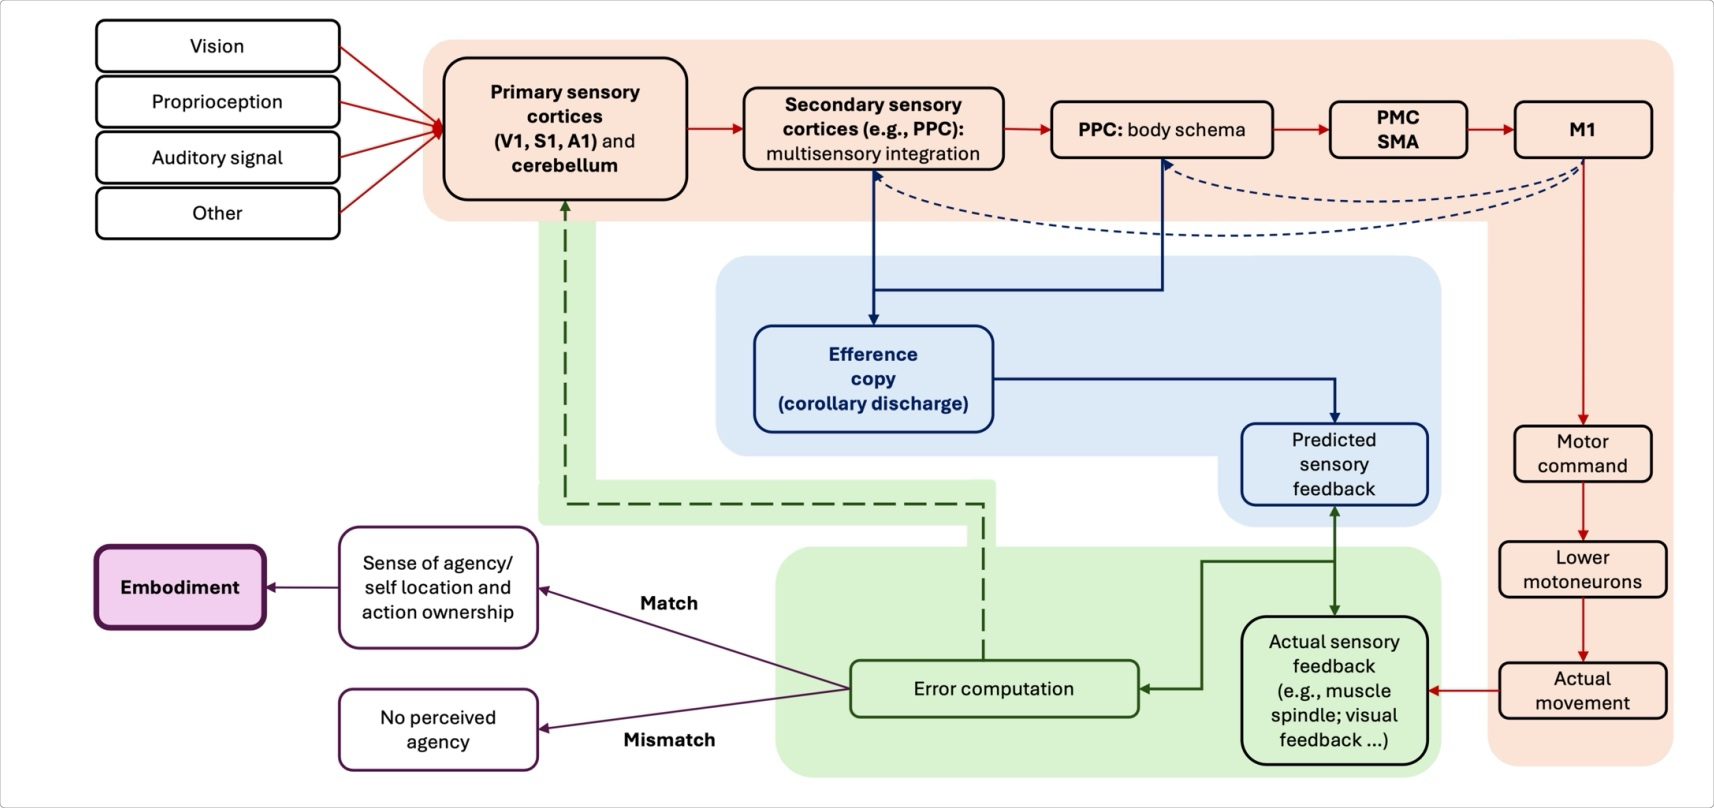 Vision
Proprioception
Auditory signal
Other
Primary sensory
cortices
(V1, S1, A1) and
cerebellum
Secondary sensory
cortices (e.g., PPC):
multisensory integration
PPC: body schema
PMC
SMA
M1
Efference
copy
(corollary discharge)
Predicted
sensory
feedback
Motor
command
Lower
motoneurons
Actual
movement
Actual sensory
feedback
(e.g., muscle
spindle; visual
feedback ...)
Error computation
Match
Mismatch
Sense of agency/
self location and
action ownership
No perceived
agency
Embodiment